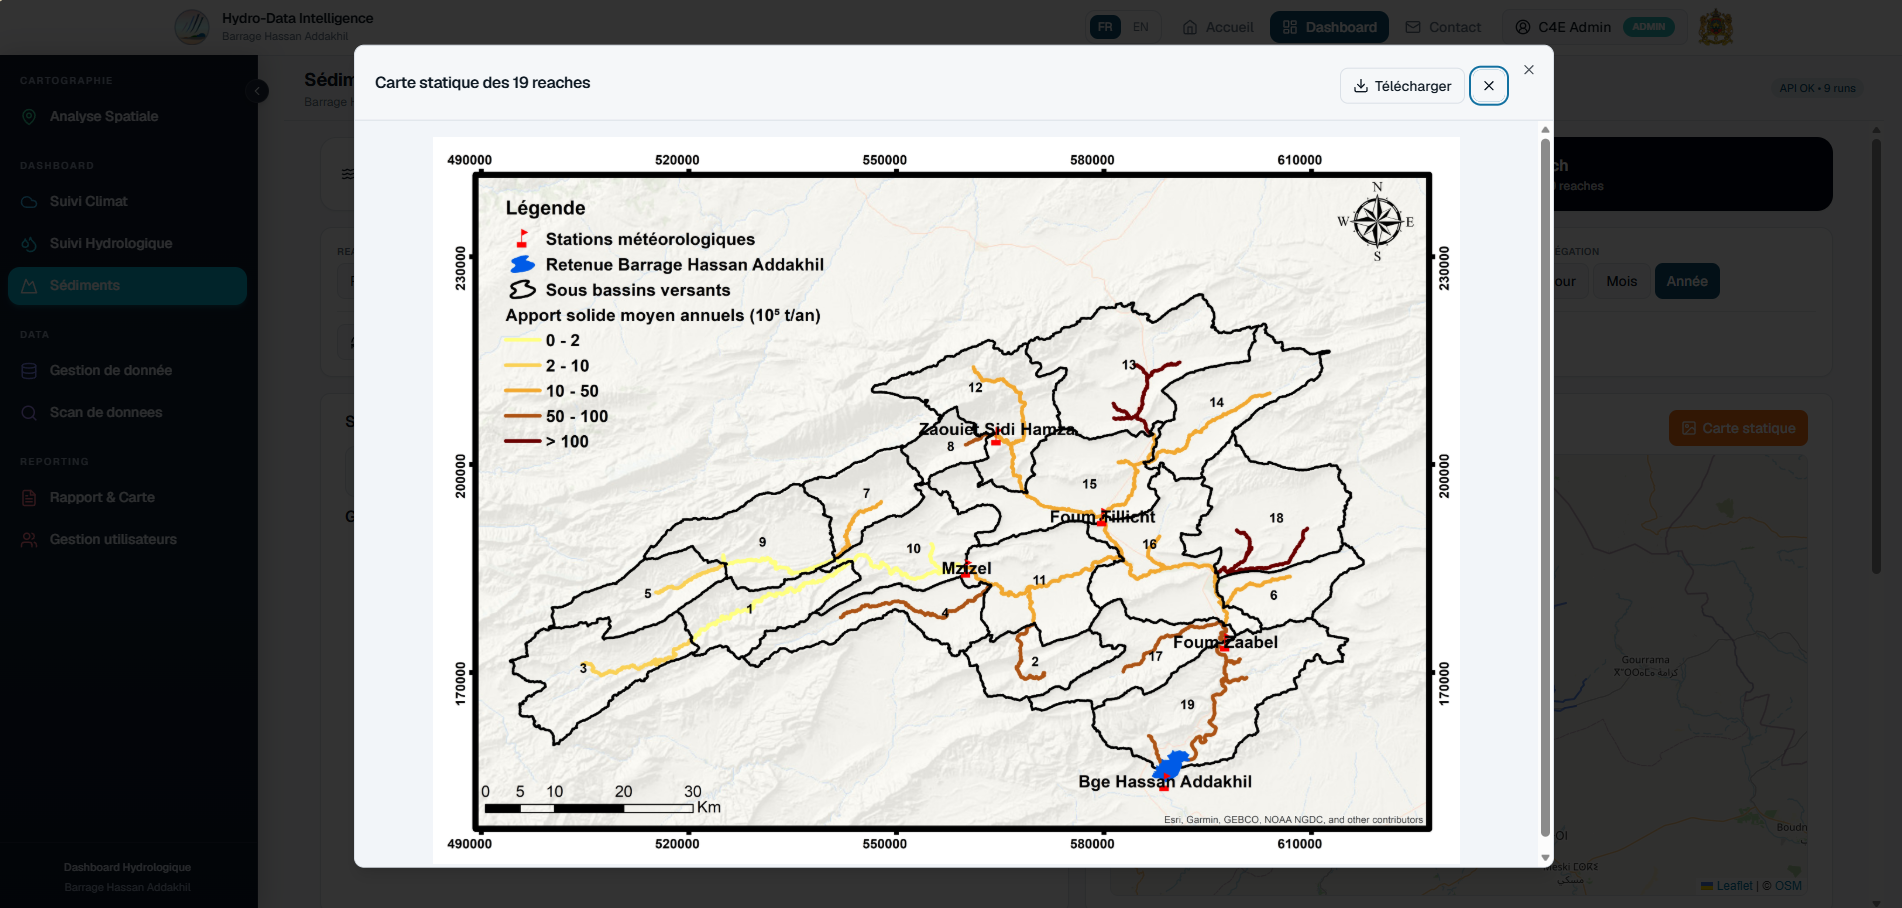 Hydro-Data Intelligence
Barrage Hassan Addakhil
FR
EN
Accueil
Dashboard
Contact
C4E Admin
ADMIN
CARTOGRAPHIE
Analyse Spatiale
DASHBOARD
Suivi Climat
Suivi Hydrologique
Sédiments
DATA
Gestion de donnée
Scan de donnees
REPORTING
Rapport & Carte
Gestion utilisateurs
Dashboard Hydrologique
Barrage Hassan Addakhil
API OK • 9 runs
reaches
Mois
Année
Carte statique
Gourrama
Leaflet | © OSM
Carte statique des 19 reaches
Télécharger
490000 520000 550000 580000 610000
230000
200000
170000
230000
200000
170000
490000 520000 550000 580000 610000
N
W E
S
Légende
Stations météorologiques
Retenue Barrage Hassan Addakhil
Sous bassins versants
Apport solide moyen annuels (10⁵ t/an)
0 - 2
2 - 10
10 - 50
50 - 100
> 100
13
12
14
Zaouiet Sidi Hamza
8
15
7
Foum Tillicht
18
9
10
16
Mzizel
11
5
6
1
4
Foum Zaabel
3
2
17
19
Bge Hassan Addakhil
0 5 10 20 30
Km
Esri, Garmin, GEBCO, NOAA NGDC, and other contributors